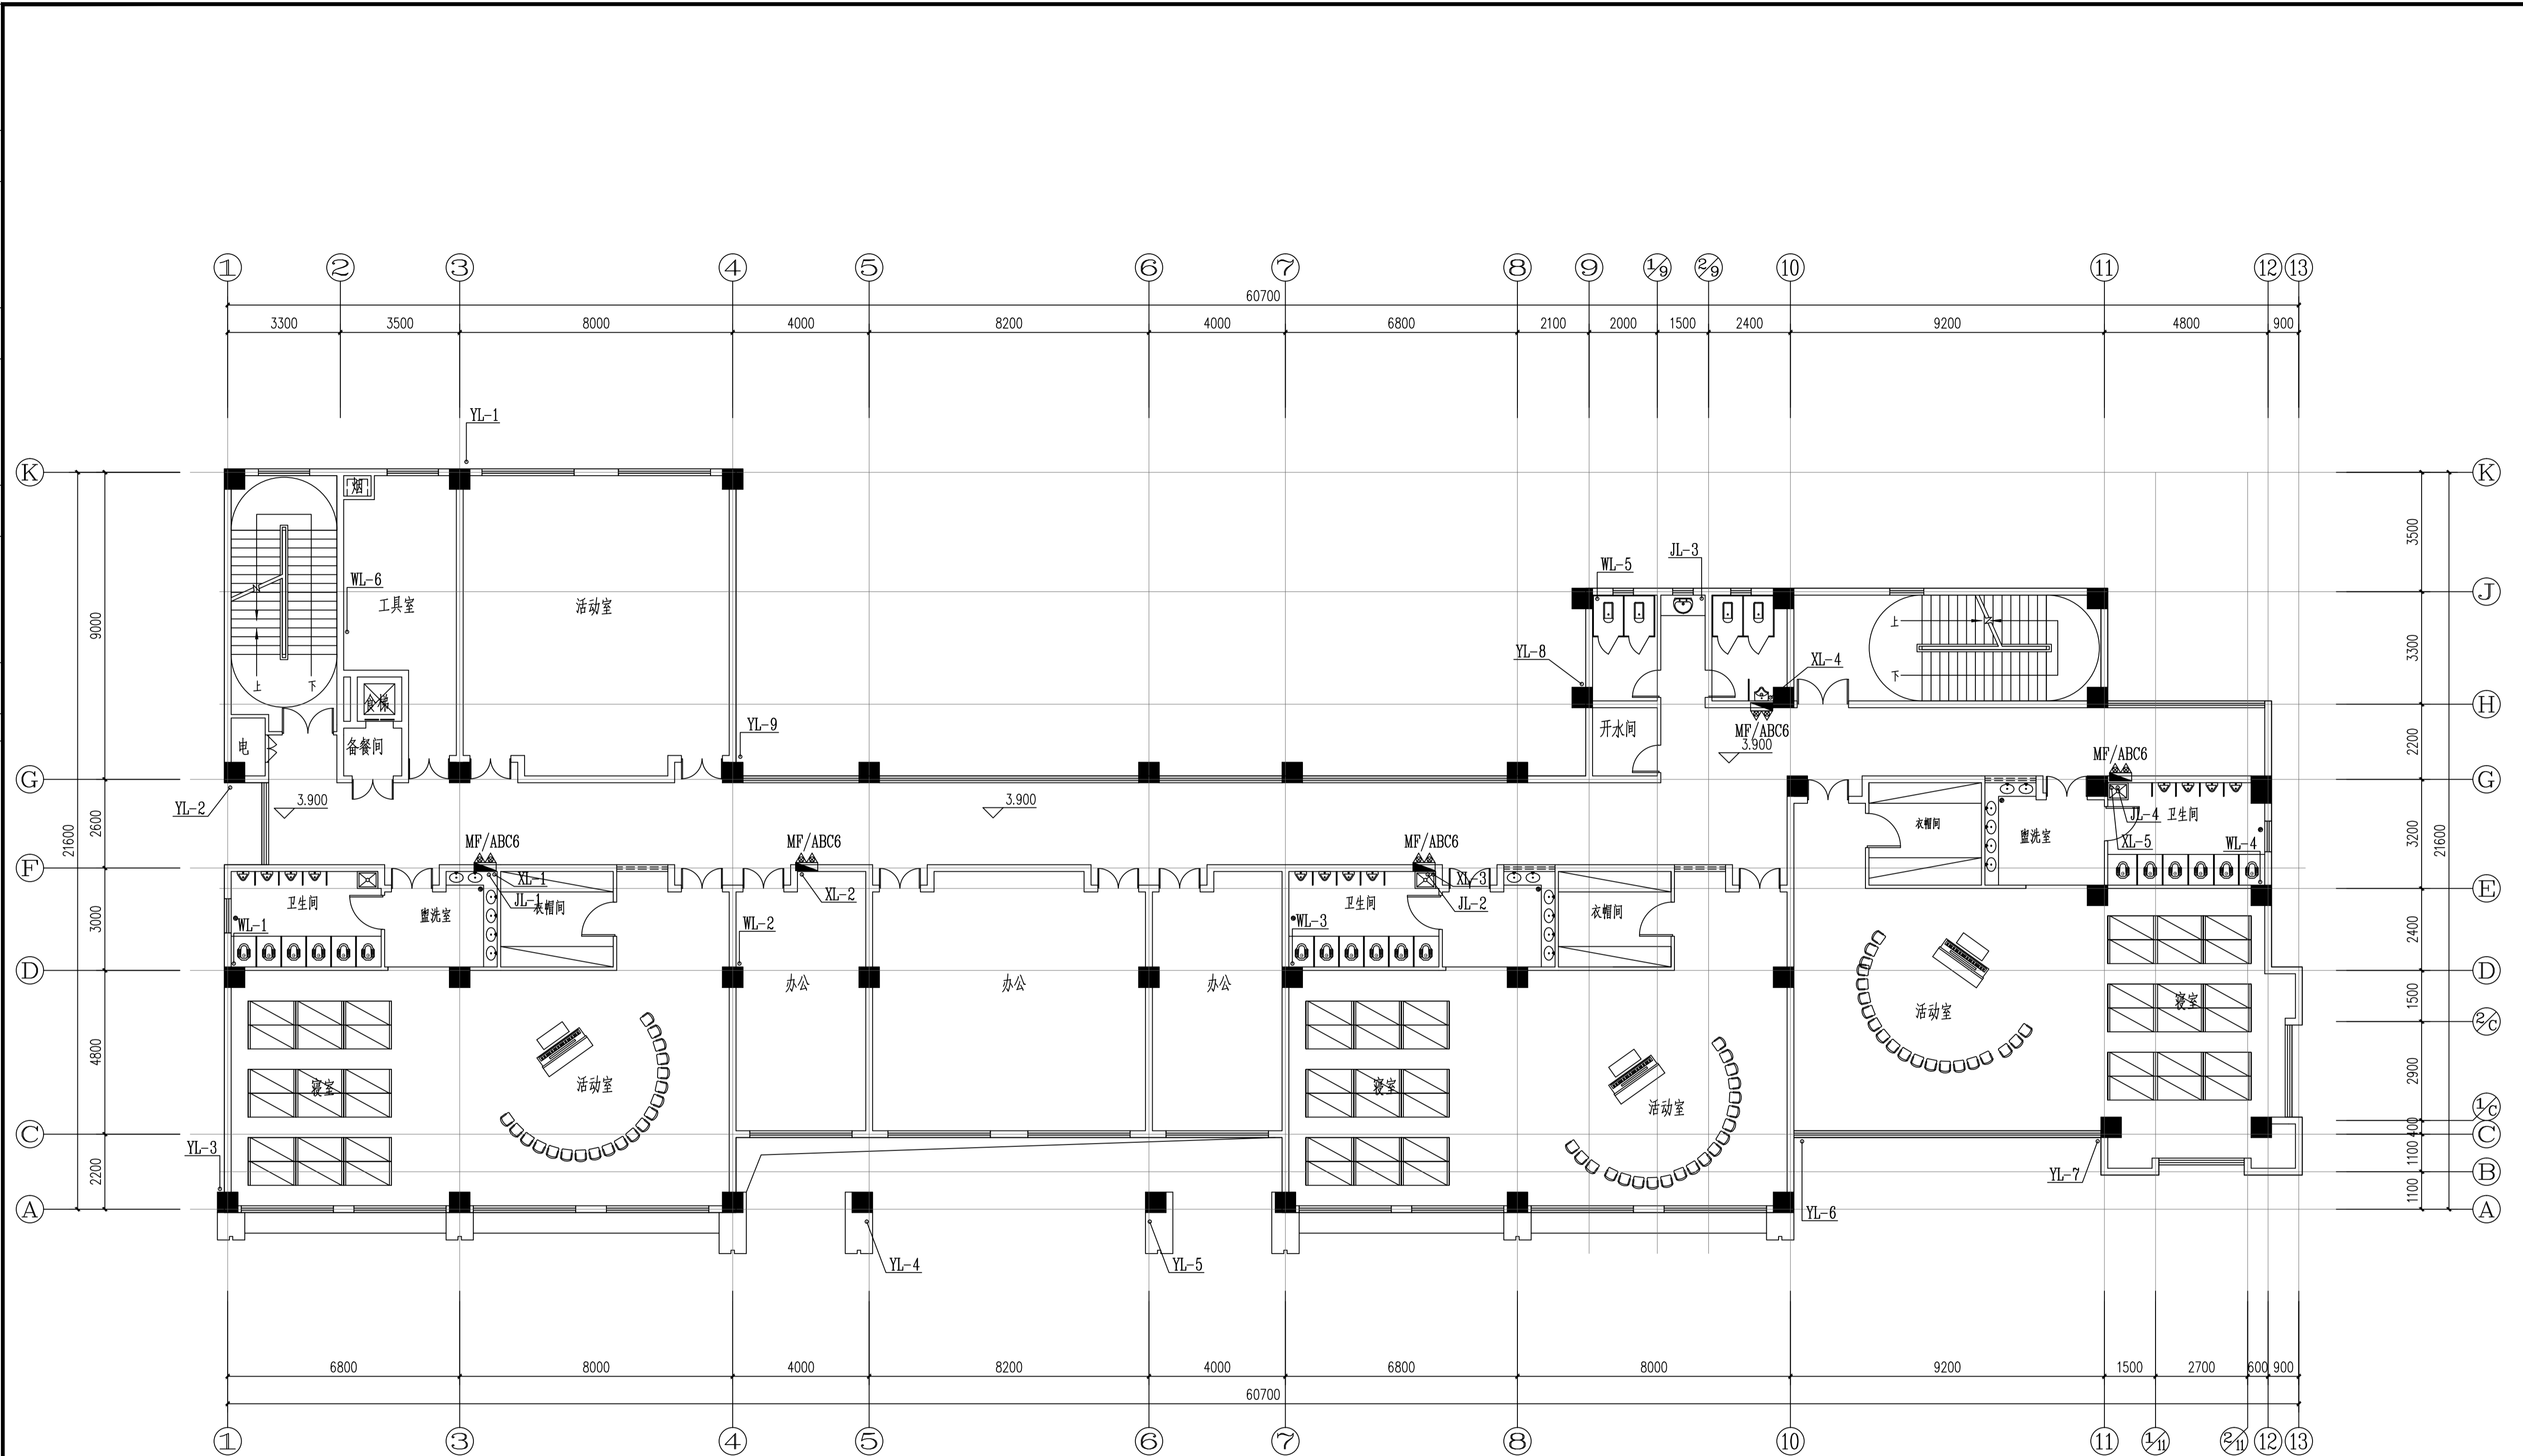 ① ② ③ ④ ⑤ ⑥ ⑦ ⑧ ⑨ 1/9 2/9 ⑩ ⑪ ⑫ ⑬
60700
3300 3500 8000 4000 8200 4000 6800 2100 2000 1500 2400 9200 4800 900
YL-1
K K
烟
3500
WL-5 JL-3
WL-6
J
工具室 活动室
上
9000
3300
YL-8 XL-4
上 下
下
食梯
H
MF/ABC6
电 备餐间 YL-9 开水间
3.900
2200
MF/ABC6
G G
YL-2 3.900 3.900
JL-4 卫生间
衣帽间
2600
21600 21600
3200
盥洗室
MF/ABC6 MF/ABC6 MF/ABC6
XL-5 WL-4
F F
XL-1 XL-3
JL-1 XL-2 JL-2
E
卫生间 盥洗室 衣帽间 卫生间 衣帽间
3000
WL-1 WL-2 WL-3
2400
D D
办公 办公 办公
1500
寝室
活动室
2/C
4800
2900
寝室 活动室 寝室 活动室
1/C
400
C C
YL-3
1100
2200
YL-7
B
1100
A A
YL-6
YL-4 YL-5
6800 8000 4000 8200 4000 6800 8000 9200 1500 2700 600 900
60700
① ③ ④ ⑤ ⑥ ⑦ ⑧ ⑩ ⑪ 1/11 2/11 ⑫ ⑬